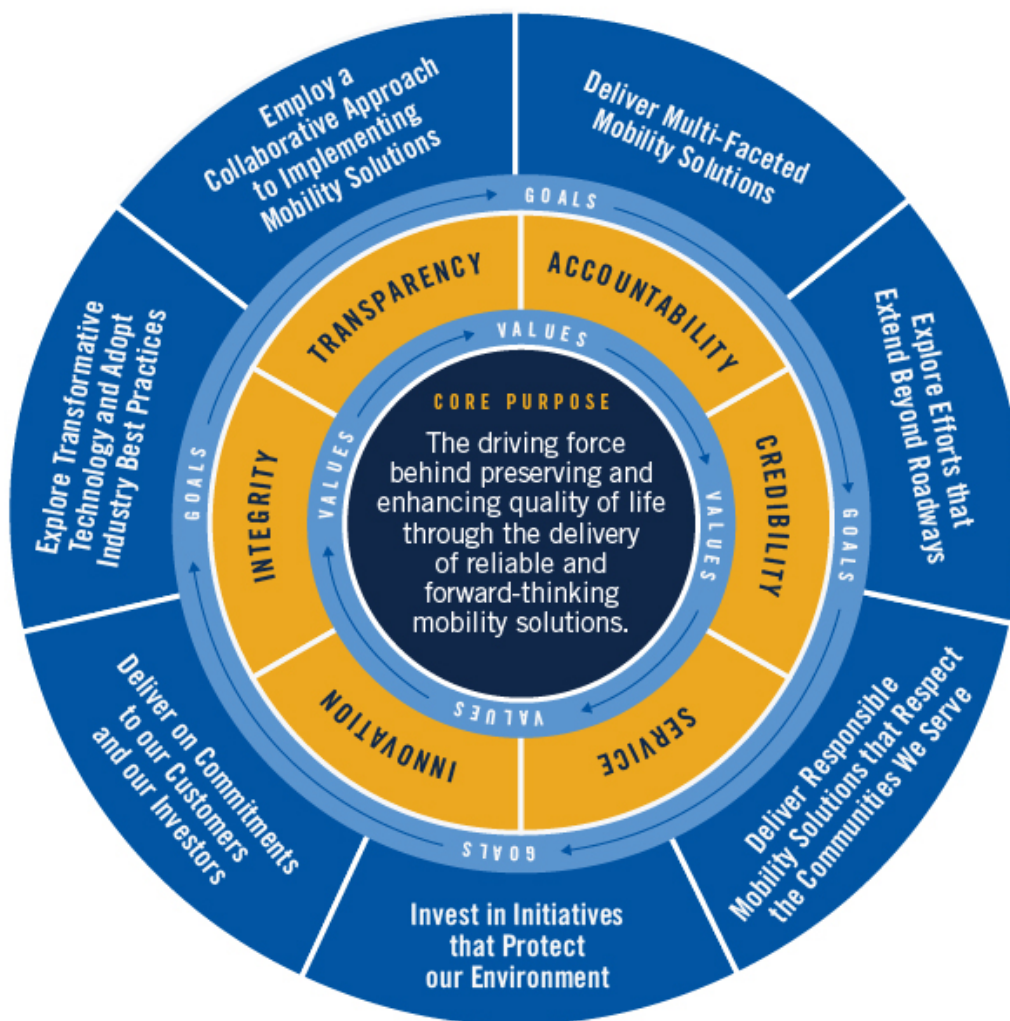 CORE PURPOSE
The driving force
behind preserving and
enhancing quality of life
through the delivery
of reliable and
forward-thinking
mobility solutions.
VALUES
VALUES
VALUES
VALUES
TRANSPARENCY
ACCOUNTABILITY
CREDIBILITY
SERVICE
INNOVATION
INTEGRITY
GOALS
GOALS
GOALS
GOALS
Employ a
Collaborative Approach
to Implementing
Mobility Solutions
Deliver Multi-Faceted
Mobility Solutions
Explore Efforts that
Extend Beyond Roadways
Deliver Responsible
Mobility Solutions that Respect
the Communities We Serve
Invest in Initiatives
that Protect
our Environment
Deliver on Commitments
to our Customers
and our Investors
Explore Transformative
Technology and Adopt
Industry Best Practices